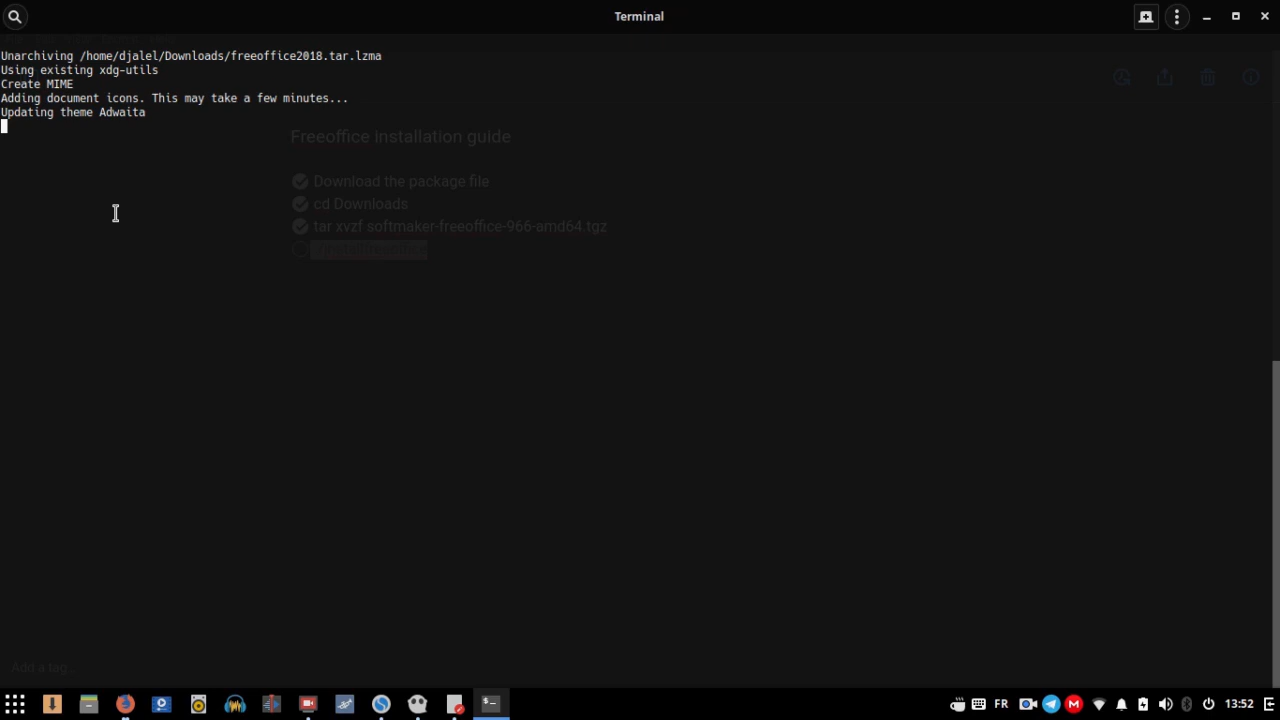 Terminal
Unarchiving /home/djalel/Downloads/freeoffice2018.tar.lzma
Using existing xdg-utils
Create MIME
Adding document icons. This may take a few minutes...
Updating theme Adwaita
Freeoffice installation guide
Download the package file
cd Downloads
tar xvzf softmaker-freeoffice-966-amd64.tgz
Add a tag
FR
13:52